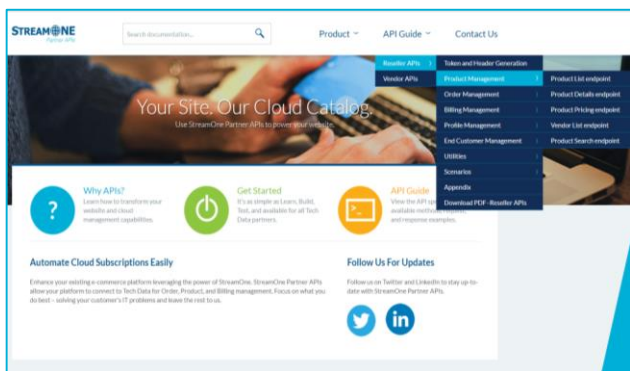 STREAMONE
Partner APIs
Search documentation...
Product
API Guide
Contact Us
Reseller APIs
Vendor APIs
Token and Header Generation
Product Management
Order Management
Billing Management
Profile Management
End Customer Management
Utilities
Scenarios
Appendix
Download PDF - Reseller APIs
Product List endpoint
Product Details endpoint
Product Pricing endpoint
Vendor List endpoint
Product Search endpoint
Your Site. Our Cloud Catalog.
Use StreamOne Partner APIs to power your website.
?
Why APIs?
Learn how to transform your
website and cloud
management capabilities.
Get Started
It's as simple as Learn, Build,
Test, and available for all Tech
Data partners.
>_
API Guide
View the API
available methods, request,
and response examples.
Automate Cloud Subscriptions Easily
Enhance your existing e-commerce platform leveraging the power of StreamOne. StreamOne Partner APIs
allow your platform to connect to Tech Data for Order, Product, and Billing management. Focus on what you
do best – solving your customer's IT problems and leave the rest to us.
Follow Us For Updates
Follow us on Twitter and LinkedIn to stay up-to-
date with StreamOne Partner APIs.
in